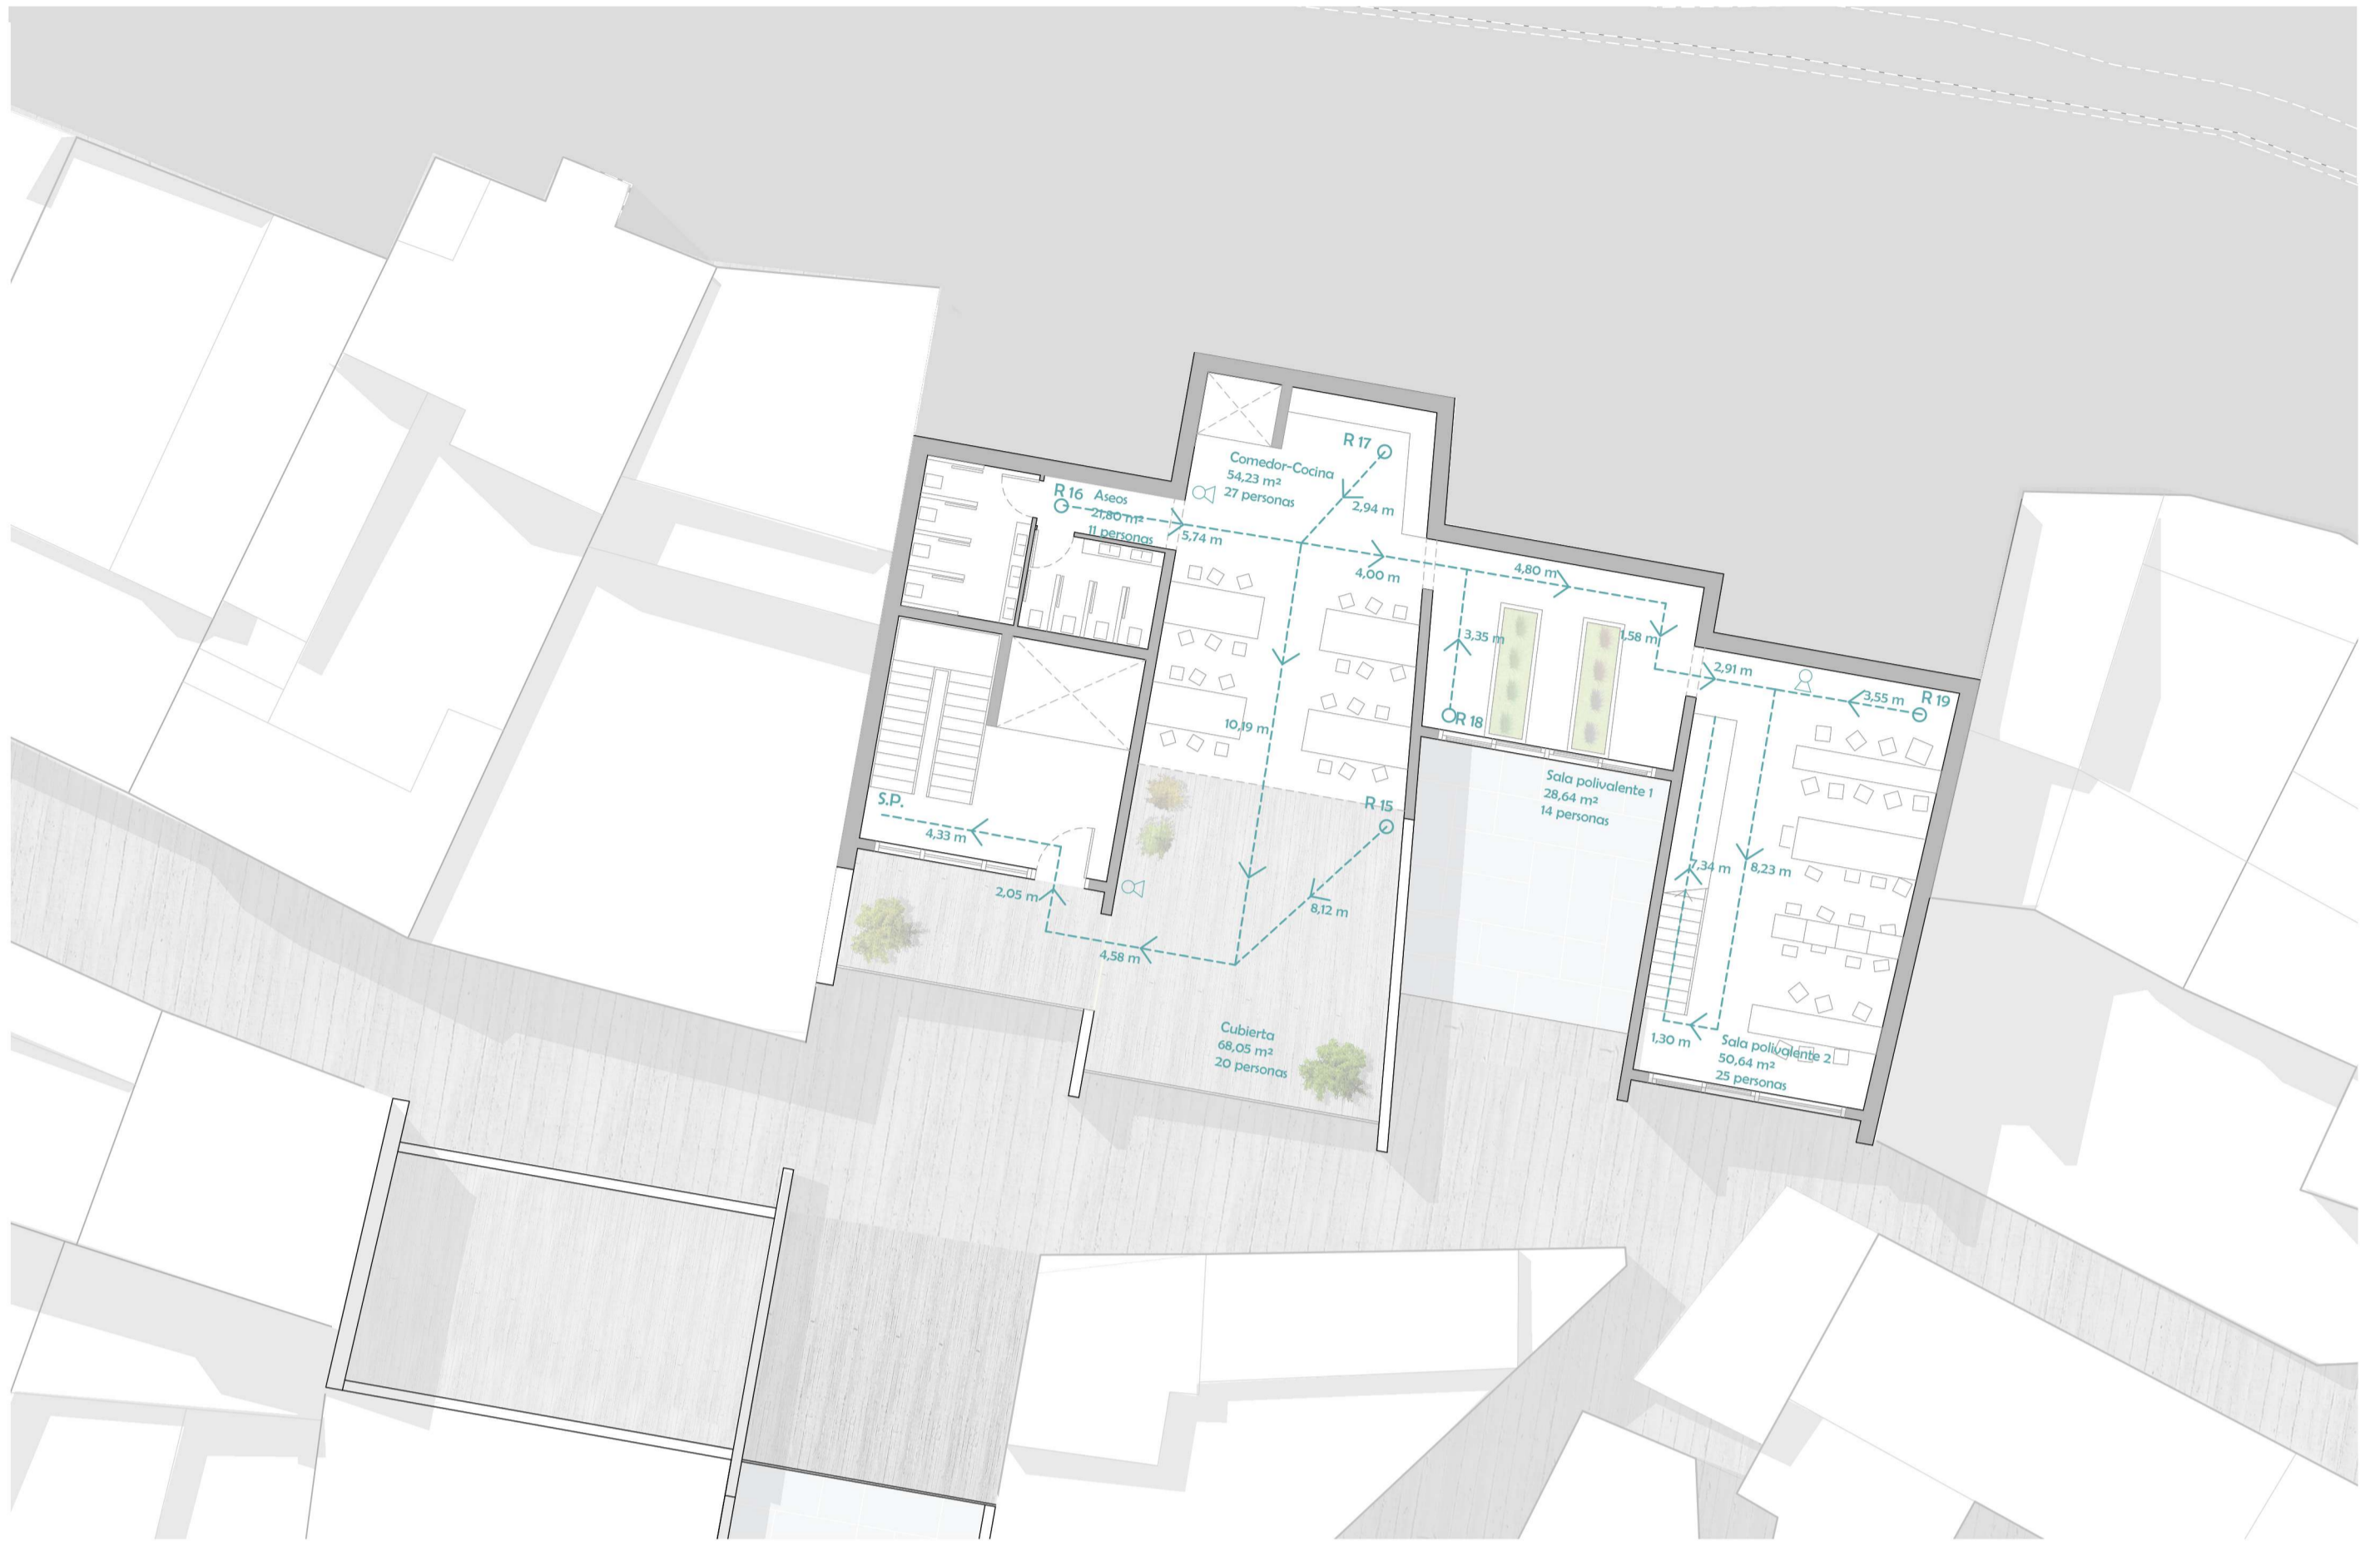 R 17
Comedor-Cocina
54,23 m²
27 personas
2,94 m
R 16
Aseos
21,80 m²
11 personas
5,74 m
4,00 m
4,80 m
3,35 m
1,58 m
2,91 m
3,55 m
R 19
R 18
10,19 m
Sala polivalente 1
28,64 m²
14 personas
S.P.
4,33 m
R 15
7,34 m
8,23 m
2,05 m
8,12 m
4,58 m
Cubierta
68,05 m²
20 personas
1,30 m
Sala polivalente 2
50,64 m²
25 personas